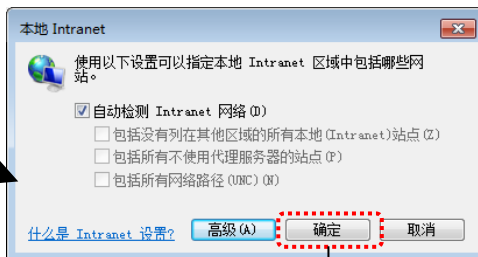 本地 Intranet
使用以下设置可以指定本地 Intranet 区域中包括哪些网
站。
自动检测 Intranet 网络(D)
包括没有列在其他区域的所有本地(Intranet)站点(Z)
包括所有不使用代理服务器的站点(P)
包括所有网络路径(UNC)(N)
什么是 Intranet 设置? 高级(A) 确定 取消